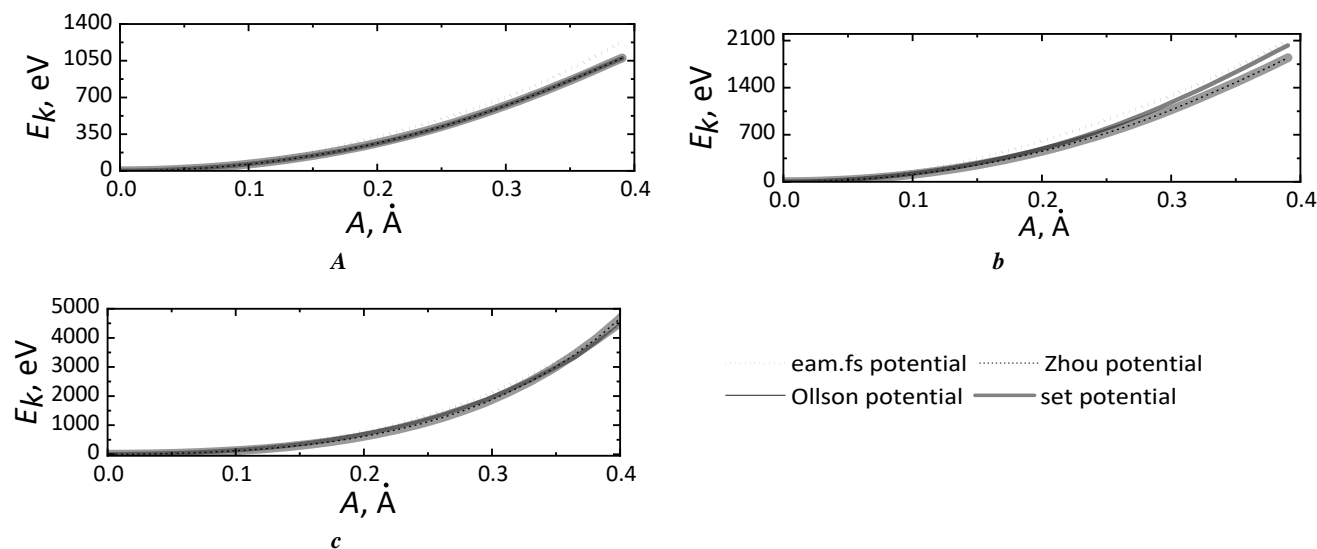 1400
1050
700
350
0
E_k, eV
0.0 0.1 0.2 0.3 0.4
A, Å
A
2100
1400
700
0
E_k, eV
0.0 0.1 0.2 0.3 0.4
A, Å
b
5000
4000
3000
2000
1000
0
E_k, eV
0.0 0.1 0.2 0.3 0.4
A, Å
c
eam.fs potential Zhou potential
Ollson potential set potential